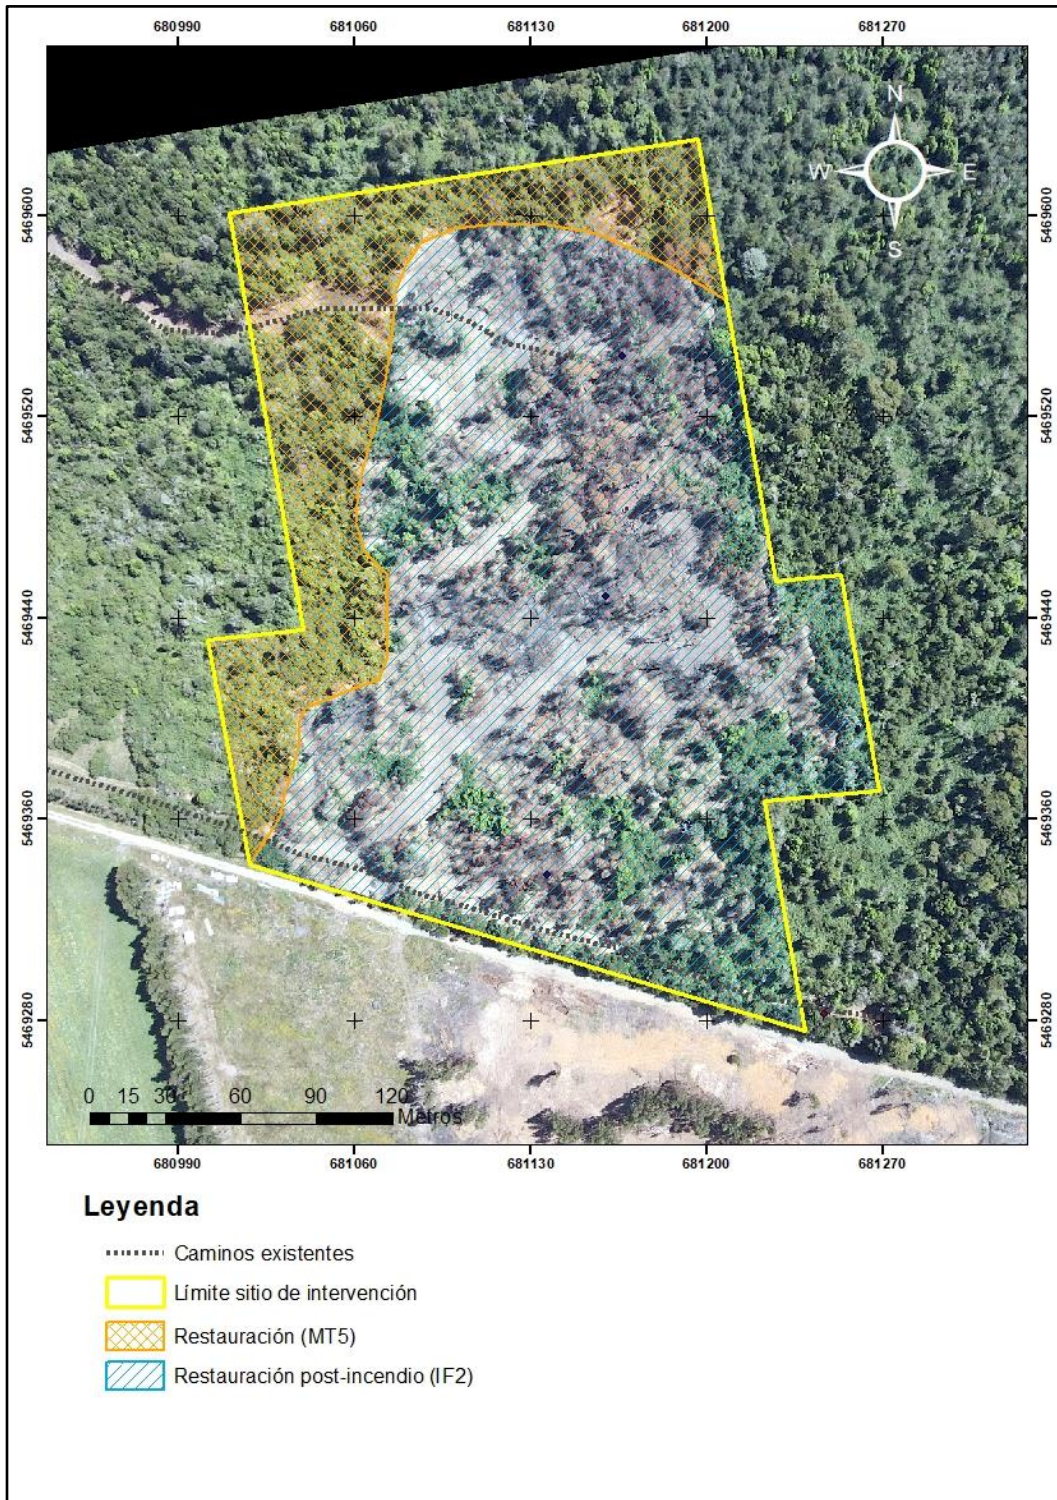 680990 681060 681130 681200 681270
N
W E
S
5469600 5469600
5469520 5469520
5469440 5469440
5469360 5469360
5469280 5469280
0 15 30 60 90 120
Metros
680990 681060 681130 681200 681270
Leyenda
Caminos existentes
Límite sitio de intervención
Restauración (MT5)
Restauración post-incendio (IF2)